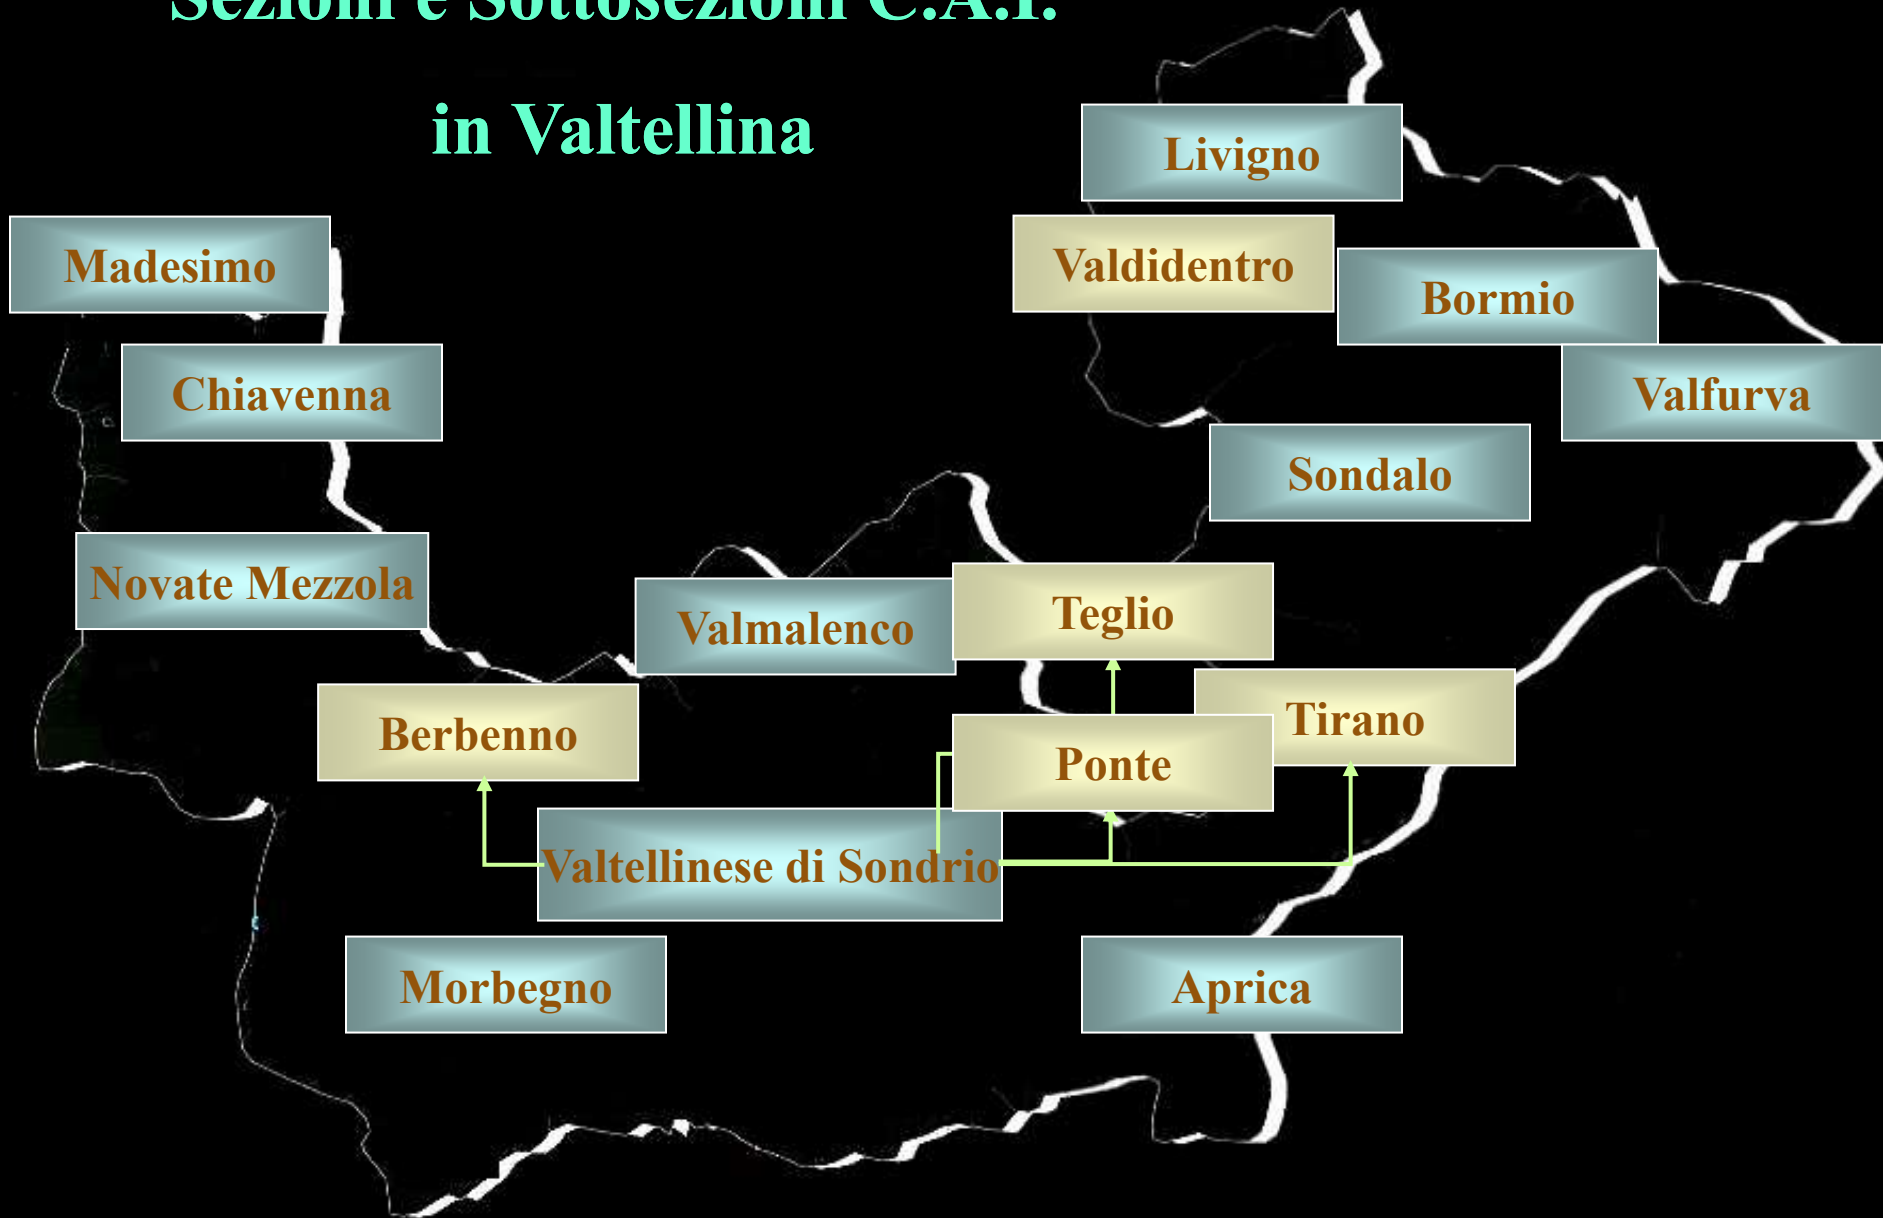 Sezioni e Sottosezioni C.A.I.
in Valtellina
Livigno
Madesimo
Valdidentro
Bormio
Chiavenna
Valfurva
Sondalo
Novate Mezzola
Valmalenco
Teglio
Berbenno
Tirano
Ponte
Valtellinese di Sondrio
Morbegno
Aprica